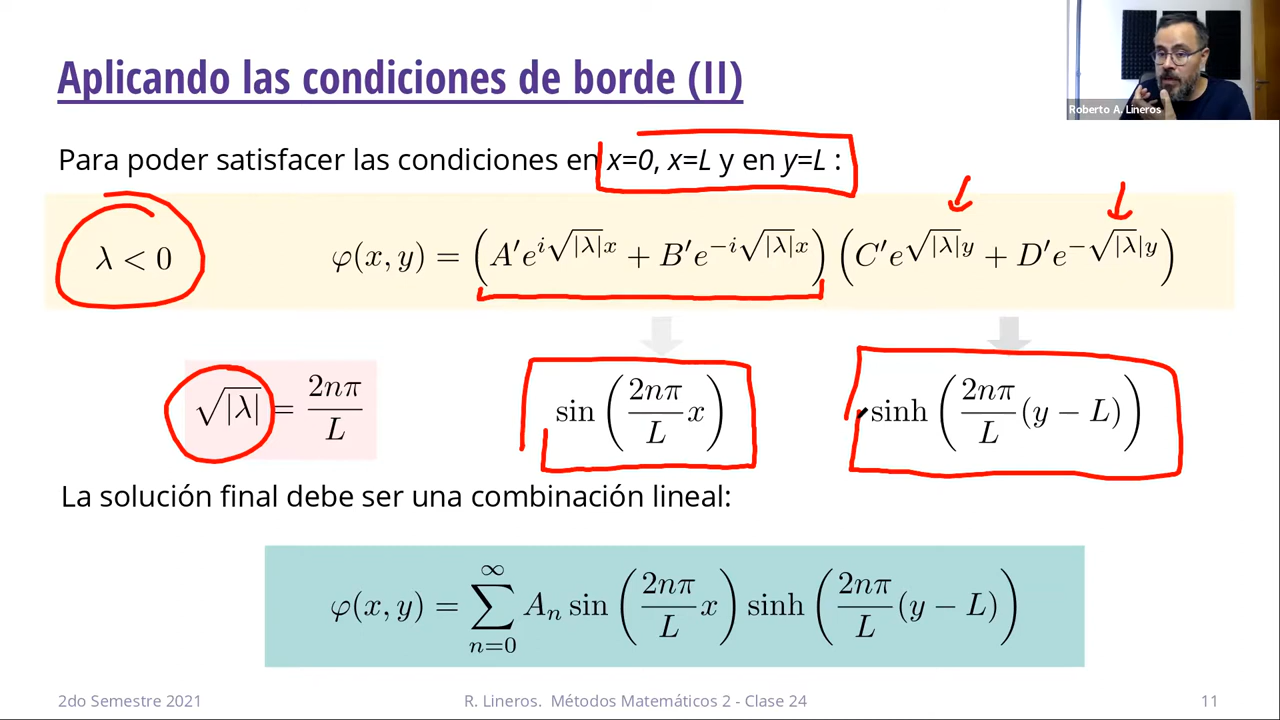 Aplicando las condiciones de borde (II)
Roberto A. Lineros
Para poder satisfacer las condiciones en x=0, x=L y en y=L :
λ < 0    φ(x, y) = (A′e^{i√|λ|x} + B′e^{−i√|λ|x}) (C′e^{√|λ|y} + D′e^{−√|λ|y})
√|λ| = 2nπ/L    sin (2nπ/L x)    sinh (2nπ/L (y − L))
La solución final debe ser una combinación lineal:
φ(x, y) = ∑_{n=0}^{∞} A_n sin (2nπ/L x) sinh (2nπ/L (y − L))
2do Semestre 2021    R. Lineros. Métodos Matemáticos 2 - Clase 24    11